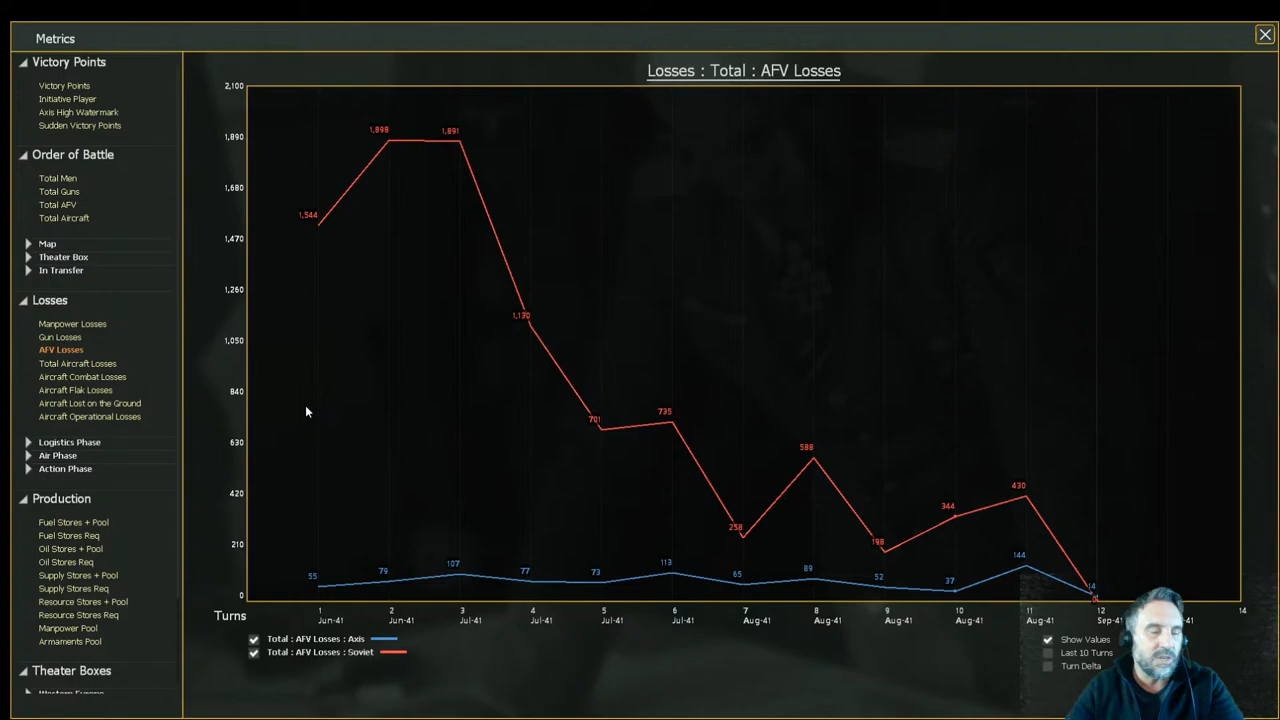 Metrics
Victory Points
Victory Points
Initiative Player
Axis High Watermark
Sudden Victory Points
Order of Battle
Total Men
Total Guns
Total AFV
Total Aircraft
Map
Theater Box
In Transfer
Losses
Manpower Losses
Gun Losses
AFV Losses
Total Aircraft Losses
Aircraft Combat Losses
Aircraft Flak Losses
Aircraft Lost on the Ground
Aircraft Operational Losses
Logistics Phase
Air Phase
Action Phase
Production
Fuel Stores + Pool
Fuel Stores Req
Oil Stores + Pool
Oil Stores Req
Supply Stores + Pool
Supply Stores Req
Resource Stores + Pool
Resource Stores Req
Manpower Pool
Armaments Pool
Theater Boxes
Western Europe
Losses : Total : AFV Losses
2,100
1,890
1,680
1,470
1,260
1,050
840
630
420
210
0
1,544
1,898
1,891
1,130
701
735
258
588
198
344
430
55
79
107
77
73
113
65
89
52
37
144
14
Turns
1 2 3 4 5 6 7 8 9 10 11 12 14
Jun-41 Jun-41 Jul-41 Jul-41 Jul-41 Jul-41 Aug-41 Aug-41 Aug-41 Aug-41 Aug-41 Sep-41
Total : AFV Losses : Axis
Total : AFV Losses : Soviet
Show Values
Last 10 Turns
Turn Delta